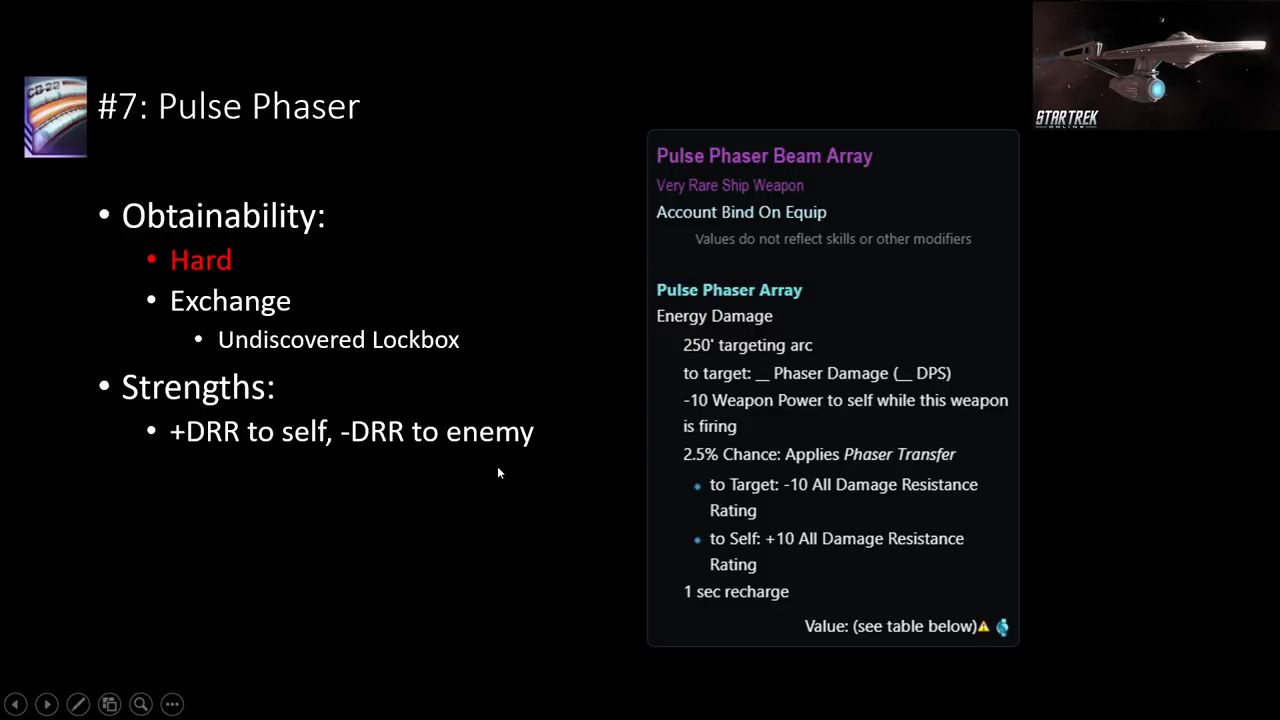 #7: Pulse Phaser
CB-22
STAR TREK
ONLINE
• Obtainability:
• Hard
• Exchange
• Undiscovered Lockbox
• Strengths:
• +DRR to self, -DRR to enemy
Pulse Phaser Beam Array
Very Rare Ship Weapon
Account Bind On Equip
Values do not reflect skills or other modifiers
Pulse Phaser Array
Energy Damage
250' targeting arc
to target: __ Phaser Damage (__ DPS)
-10 Weapon Power to self while this weapon
is firing
2.5% Chance: Applies Phaser Transfer
to Target: -10 All Damage Resistance
Rating
to Self: +10 All Damage Resistance
Rating
1 sec recharge
Value: (see table below)